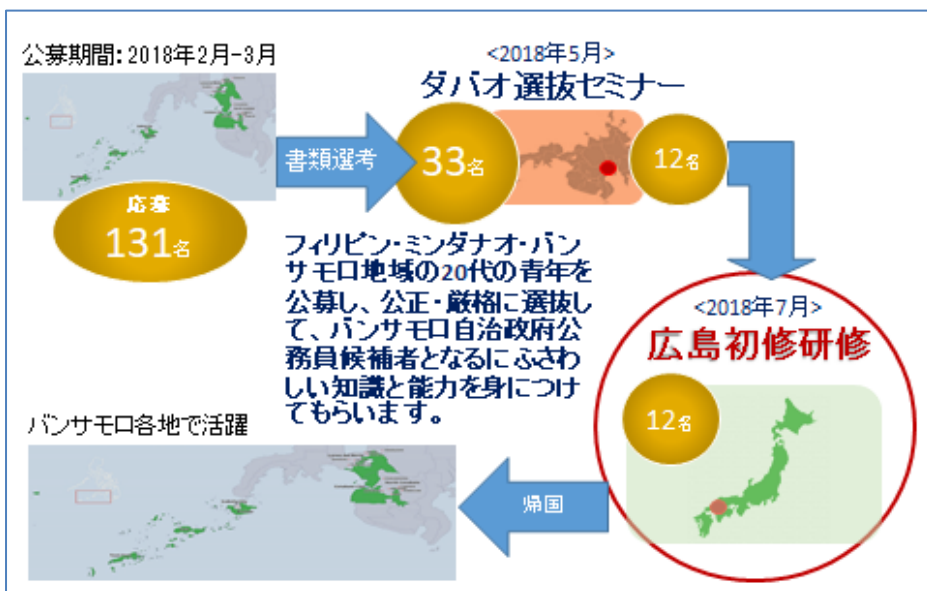 公募期間:2018年2月-3月
応募
131名
書類選考
<2018年5月>
ダバオ選抜セミナー
33名
12名
フィリピン・ミンダナオ・バン
サモロ地域の20代の青年を
公募し、公正・厳格に選抜し
て、バンサモロ自治政府公
務員候補者となるにふさわ
しい知識と能力を身につけ
てもらいます。
<2018年7月>
広島初修研修
12名
帰国
バンサモロ各地で活躍